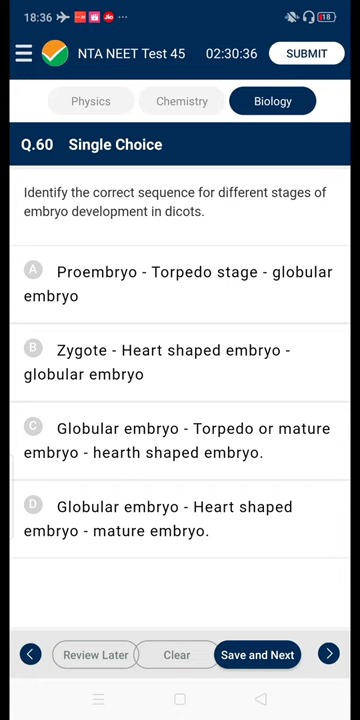 18:36 Jio ... 18
NTA NEET Test 45 02:30:36 SUBMIT
Physics Chemistry Biology
Q.60 Single Choice
Identify the correct sequence for different stages of
embryo development in dicots.
A Proembryo - Torpedo stage - globular
embryo
B Zygote - Heart shaped embryo -
globular embryo
C Globular embryo - Torpedo or mature
embryo - hearth shaped embryo.
D Globular embryo - Heart shaped
embryo - mature embryo.
Review Later Clear Save and Next